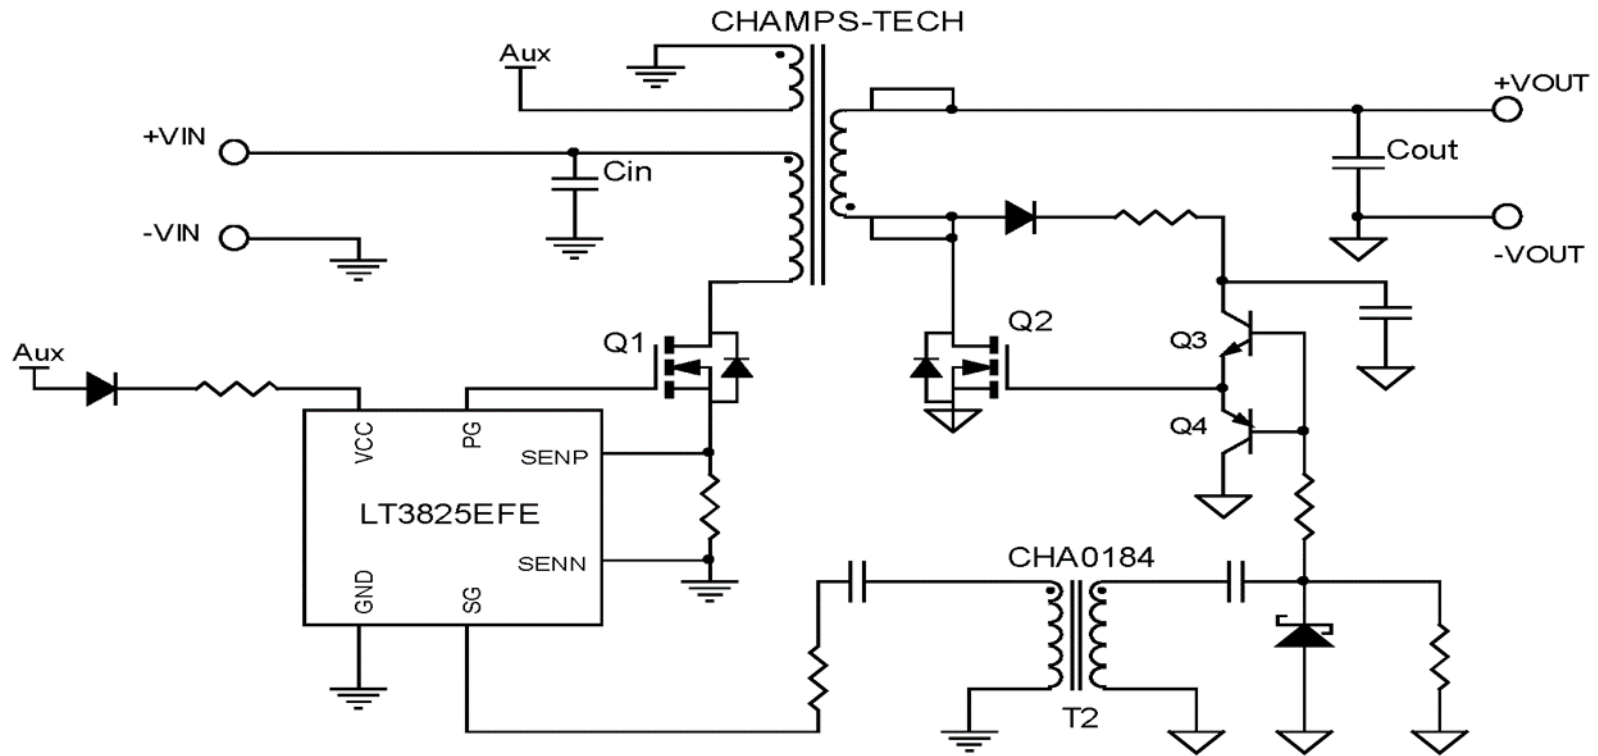 CHAMPS-TECH
Aux
+VIN
Cin
-VIN
+VOUT
Cout
-VOUT
Q1
Q2
Q3
Q4
Aux
VCC
PG
SENP
LT3825EFE
SENN
GND
SG
CHA0184
T2